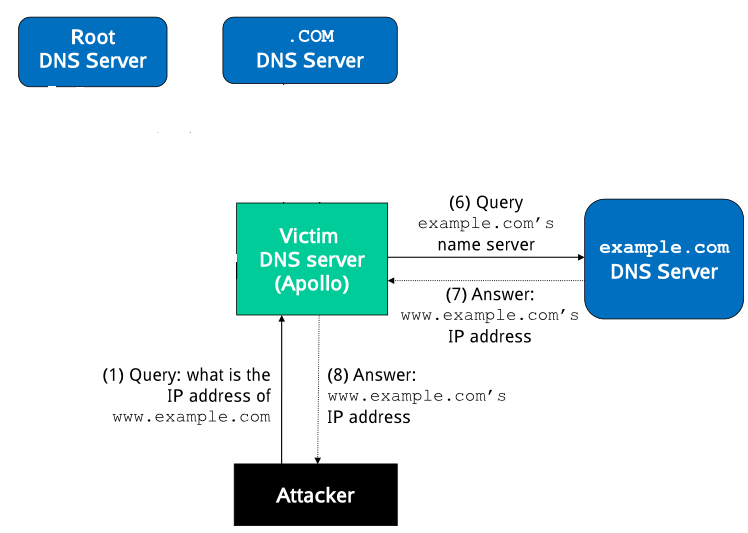 Root
DNS Server
.COM
DNS Server
(6) Query
example.com’s
name server
Victim
DNS server
(Apollo)
example.com
DNS Server
(7) Answer:
www.example.com’s
IP address
(1) Query: what is the
IP address of
www.example.com
(8) Answer:
www.example.com’s
IP address
Attacker